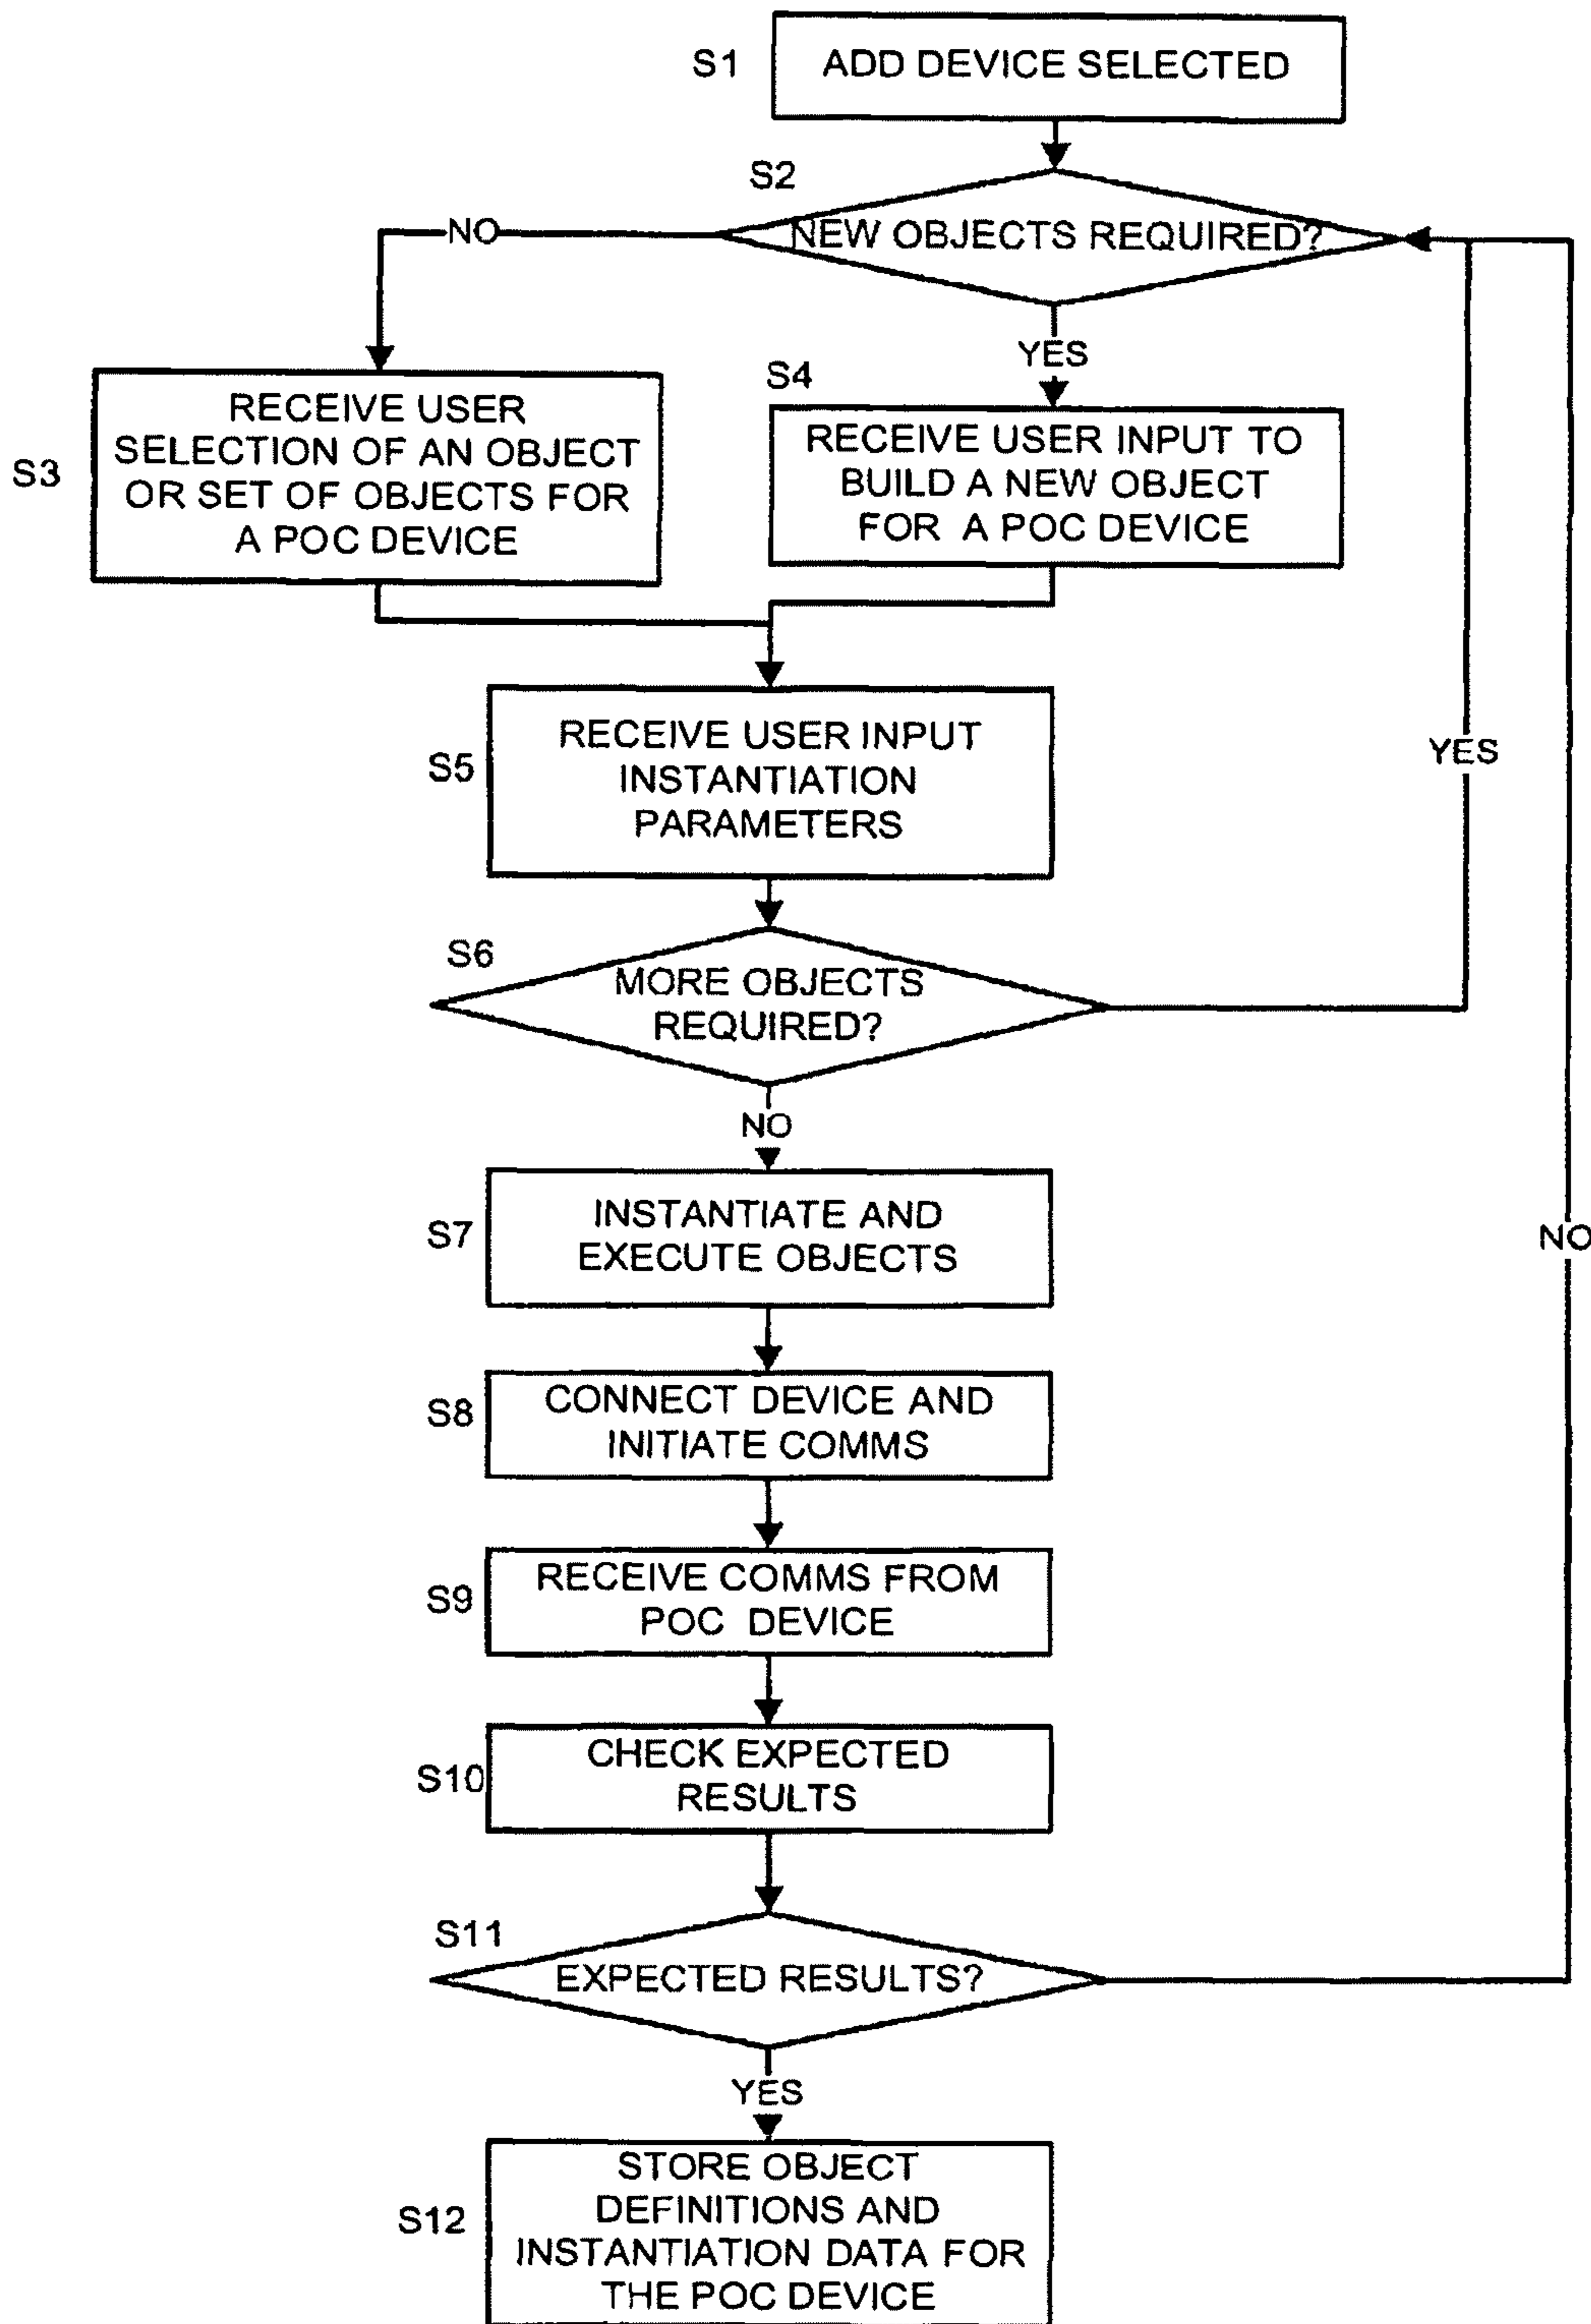 S1
ADD DEVICE SELECTED
S2
NEW OBJECTS REQUIRED?
NO
YES
S3
RECEIVE USER
SELECTION OF AN OBJECT
OR SET OF OBJECTS FOR
A POC DEVICE
S4
RECEIVE USER INPUT TO
BUILD A NEW OBJECT
FOR A POC DEVICE
S5
RECEIVE USER INPUT
INSTANTIATION
PARAMETERS
YES
S6
MORE OBJECTS
REQUIRED?
NO
S7
INSTANTIATE AND
EXECUTE OBJECTS
NO
S8
CONNECT DEVICE AND
INITIATE COMMS
S9
RECEIVE COMMS FROM
POC DEVICE
S10
CHECK EXPECTED
RESULTS
S11
EXPECTED RESULTS?
YES
S12
STORE OBJECT
DEFINITIONS AND
INSTANTIATION DATA FOR
THE POC DEVICE